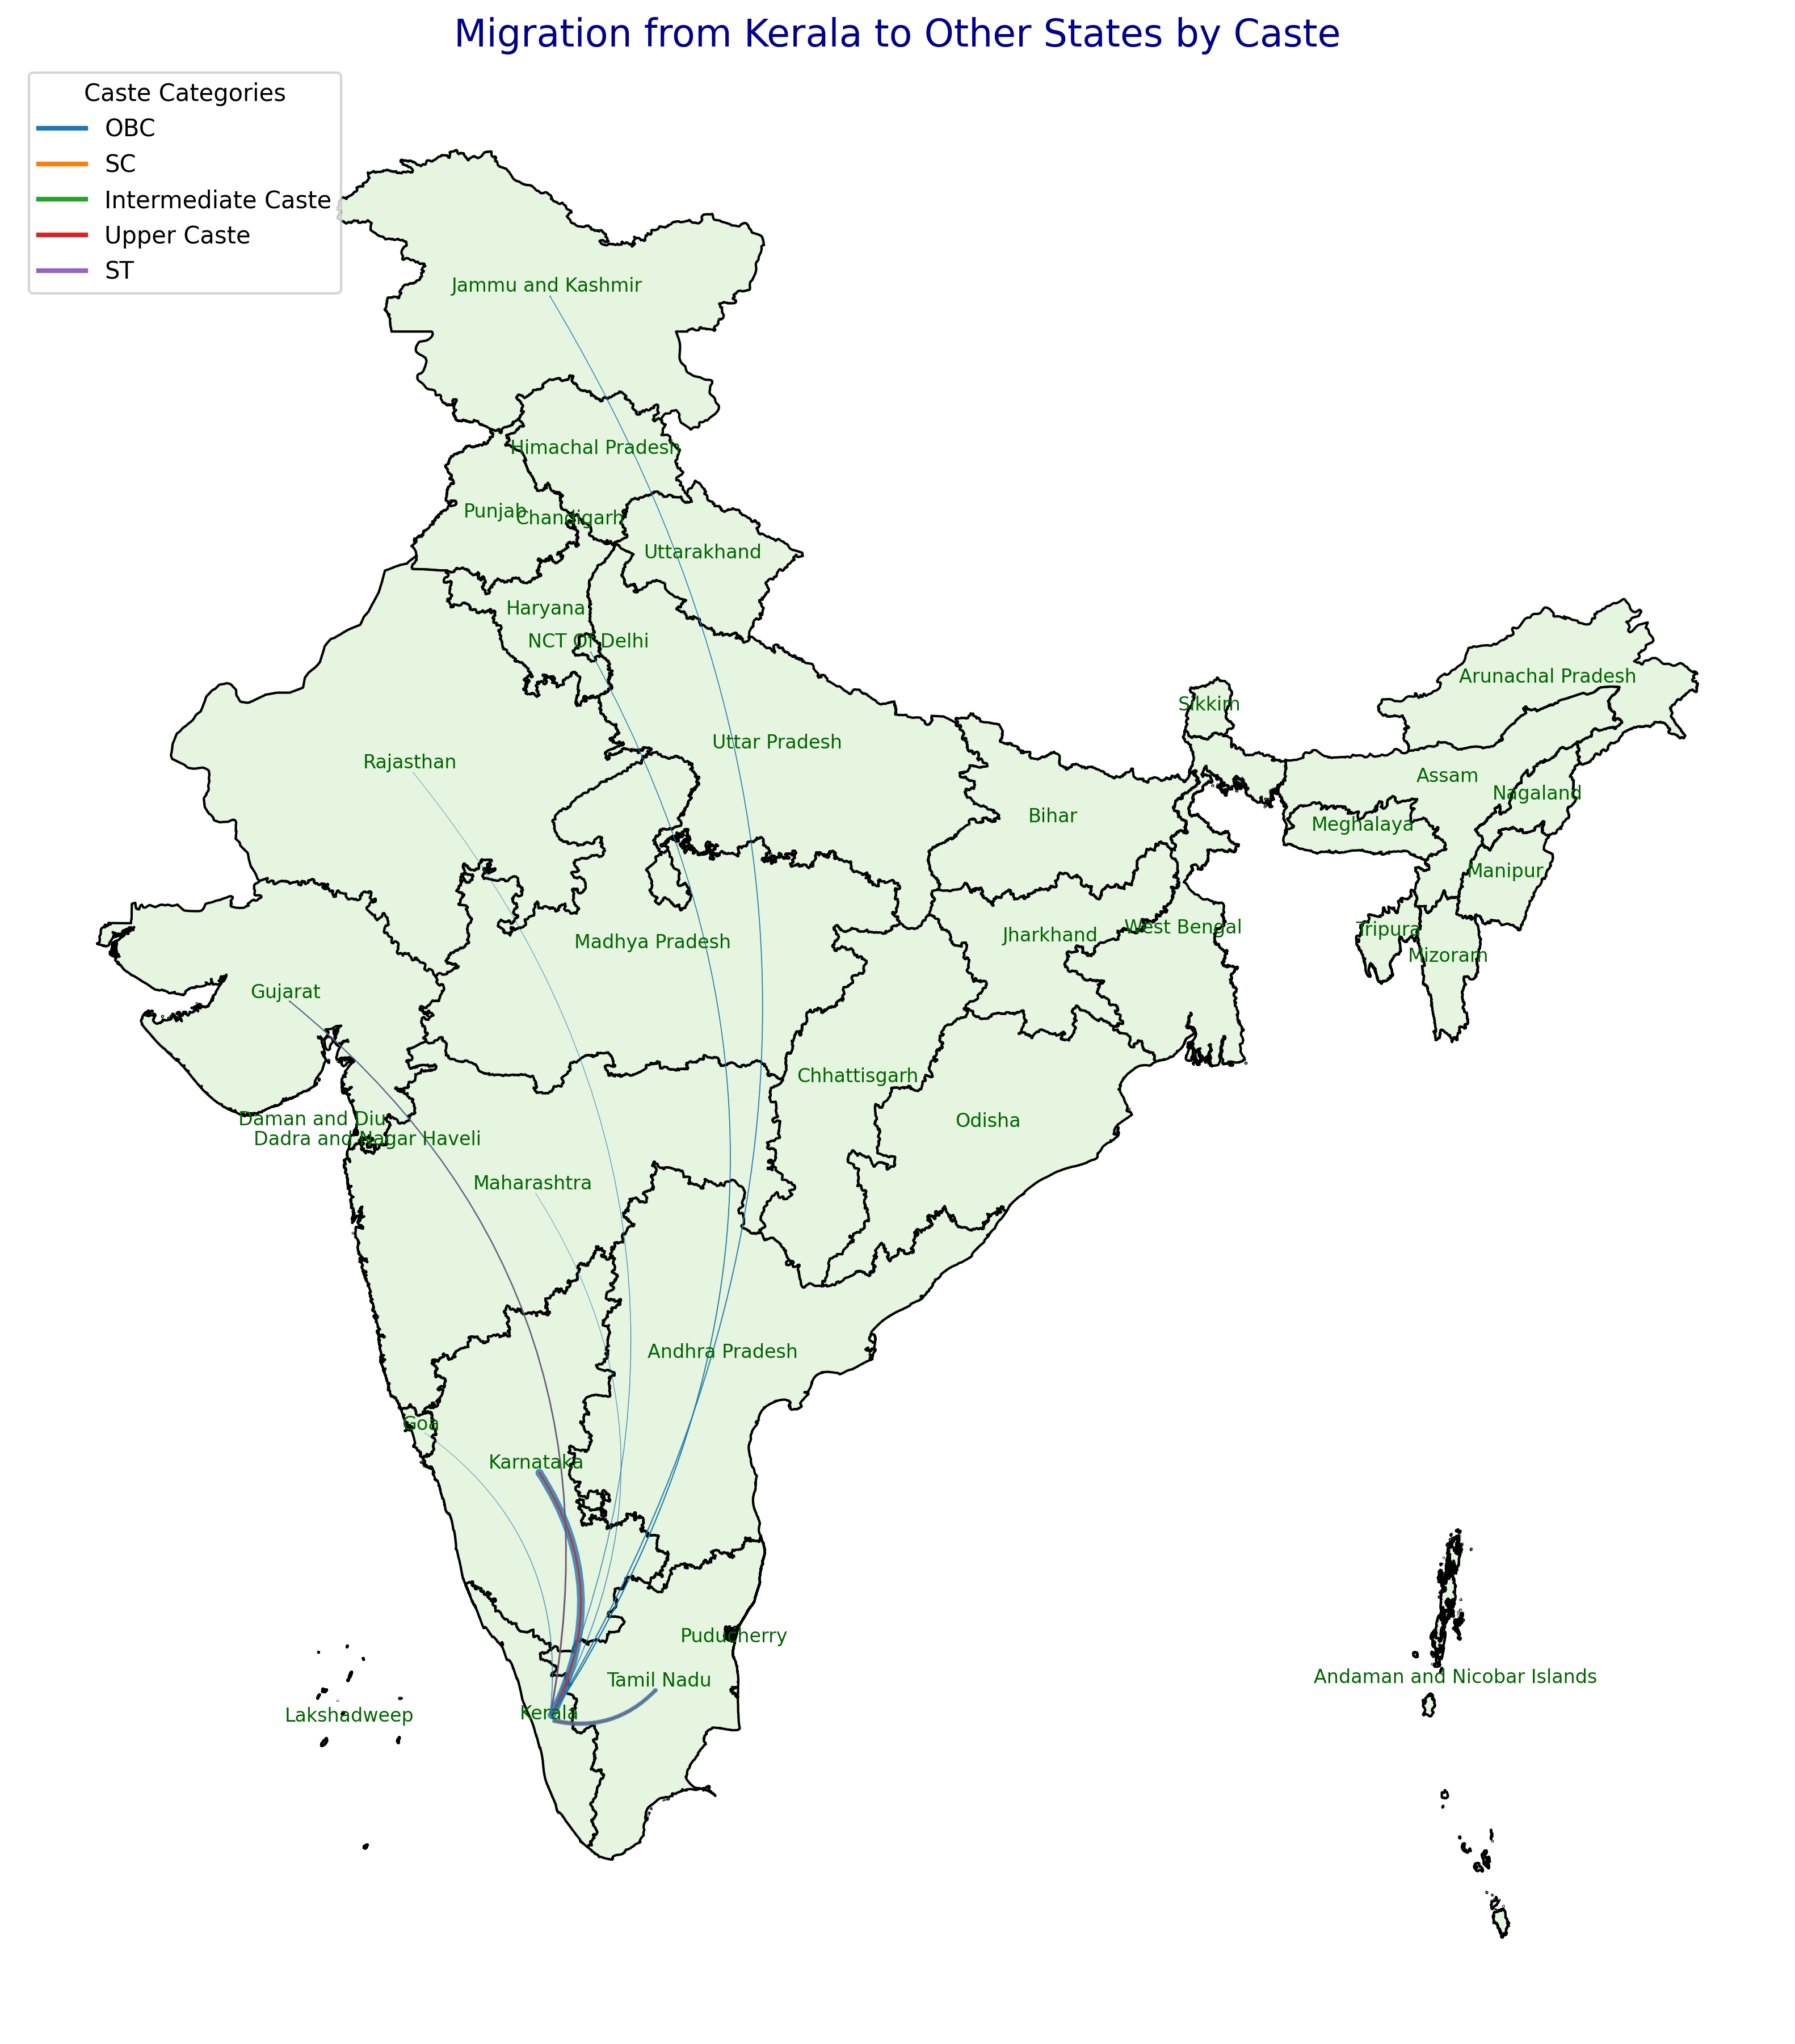 Migration from Kerala to Other States by Caste
Caste Categories
OBC
SC
Intermediate Caste
Upper Caste
ST
Jammu and Kashmir
Himachal Pradesh
Punjab
Chandigarh
Uttarakhand
Haryana
NCT Of Delhi
Arunachal Pradesh
Sikkim
Uttar Pradesh
Rajasthan
Assam
Nagaland
Bihar
Meghalaya
Manipur
West Bengal
Tripura
Jharkhand
Madhya Pradesh
Mizoram
Gujarat
Chhattisgarh
Daman and Diu
Odisha
Dadra and Nagar Haveli
Maharashtra
Andhra Pradesh
Goa
Karnataka
Puducherry
Andaman and Nicobar Islands
Tamil Nadu
Kerala
Lakshadweep